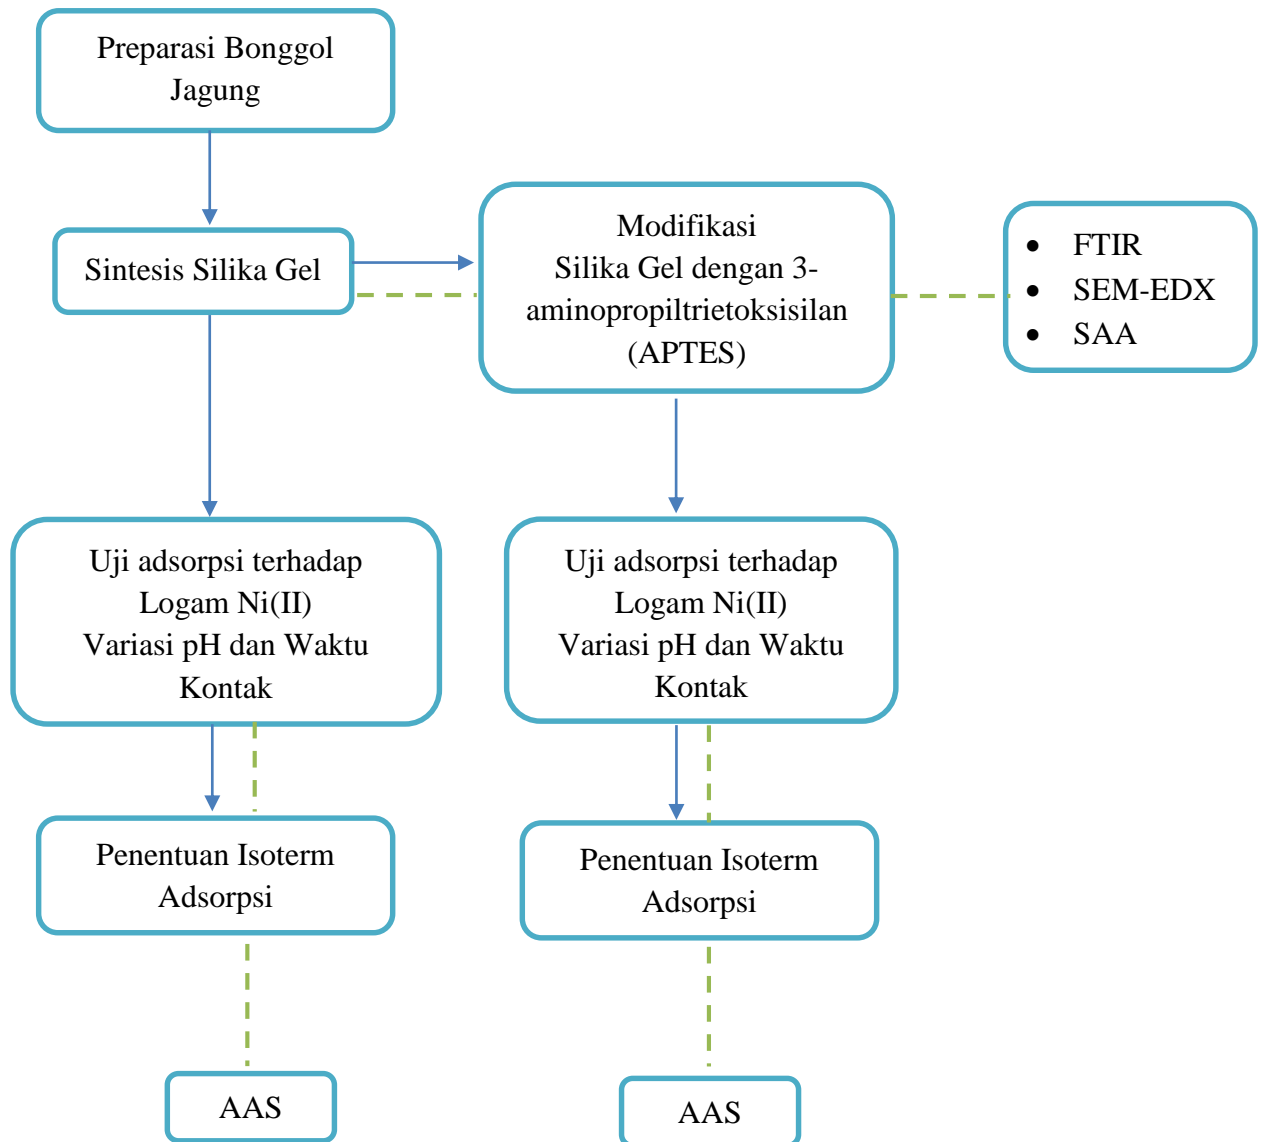 Preparasi Bonggol
Jagung
Sintesis Silika Gel
Modifikasi
Silika Gel dengan 3-
aminopropiltrietoksisilan
(APTES)
• FTIR
• SEM-EDX
• SAA
Uji adsorpsi terhadap
Logam Ni(II)
Variasi pH dan Waktu
Kontak
Uji adsorpsi terhadap
Logam Ni(II)
Variasi pH dan Waktu
Kontak
Penentuan Isoterm
Adsorpsi
Penentuan Isoterm
Adsorpsi
AAS
AAS